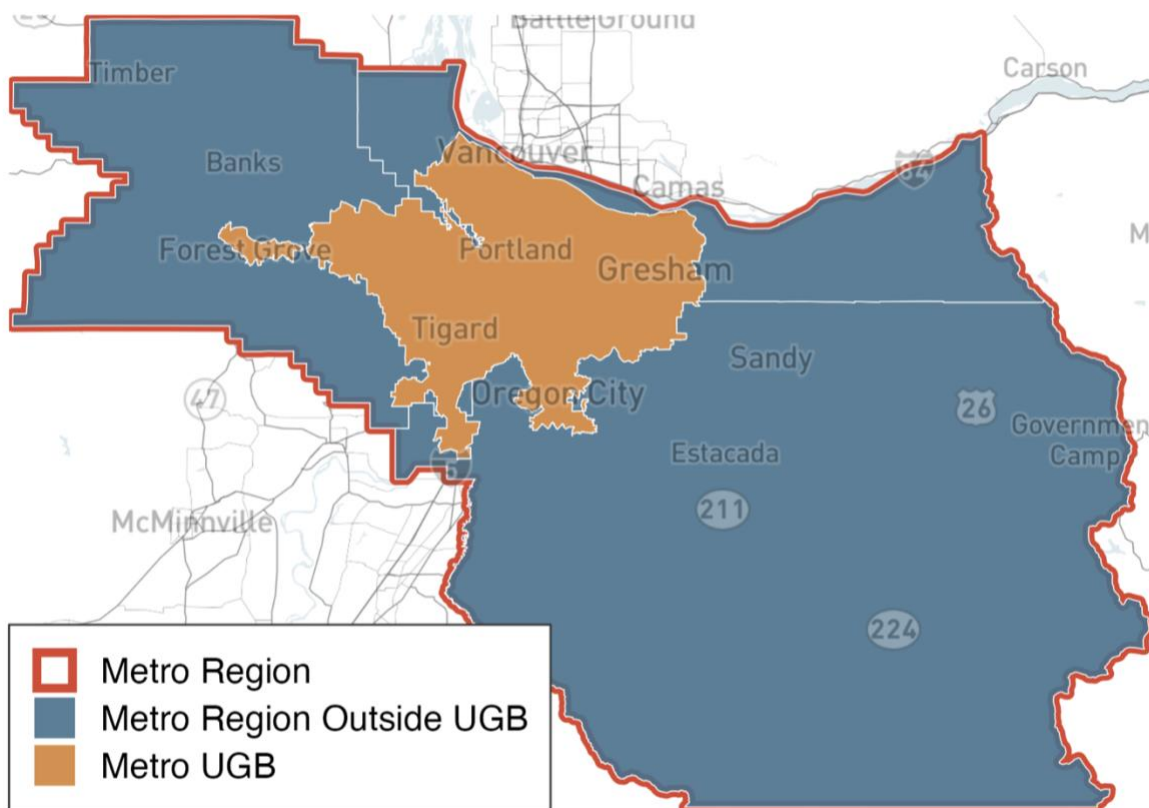 Battle Ground
Timber
Carson
Banks
Vancouver
84
Camas
Forest Grove
Portland
Gresham
Tigard
Sandy
47
Oregon City
26
Government
Camp
Estacada
5
211
McMinnville
224
Metro Region
Metro Region Outside UGB
Metro UGB